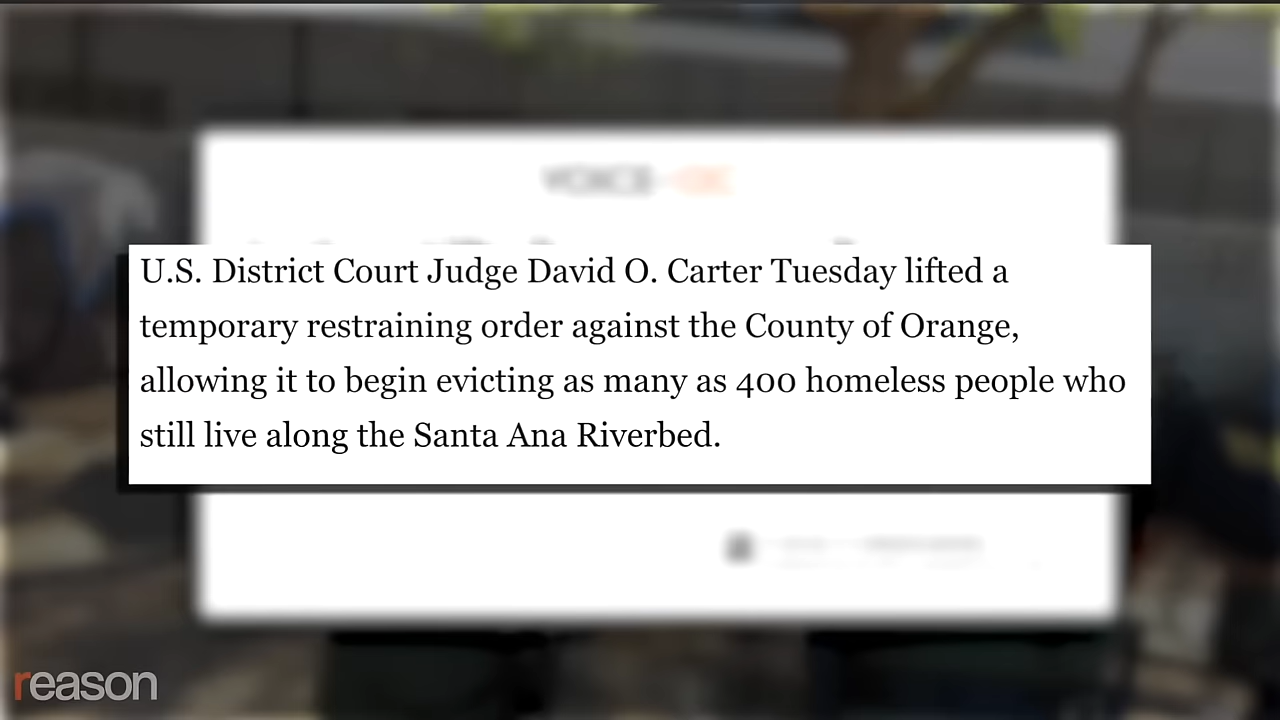 U.S. District Court Judge David O. Carter Tuesday lifted a
temporary restraining order against the County of Orange,
allowing it to begin evicting as many as 400 homeless people who
still live along the Santa Ana Riverbed.
reason